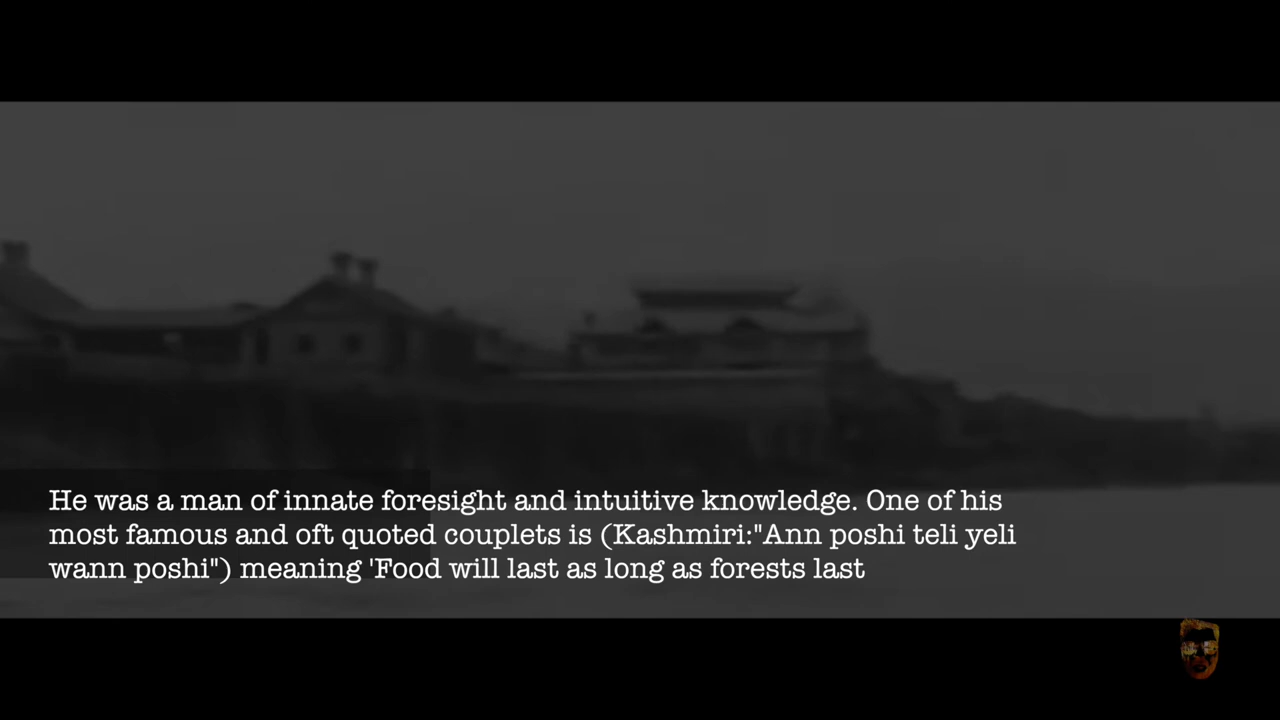 He was a man of innate foresight and intuitive knowledge. One of his
most famous and oft quoted couplets is (Kashmiri:"Ann poshi teli yeli
wann poshi") meaning 'Food will last as long as forests last